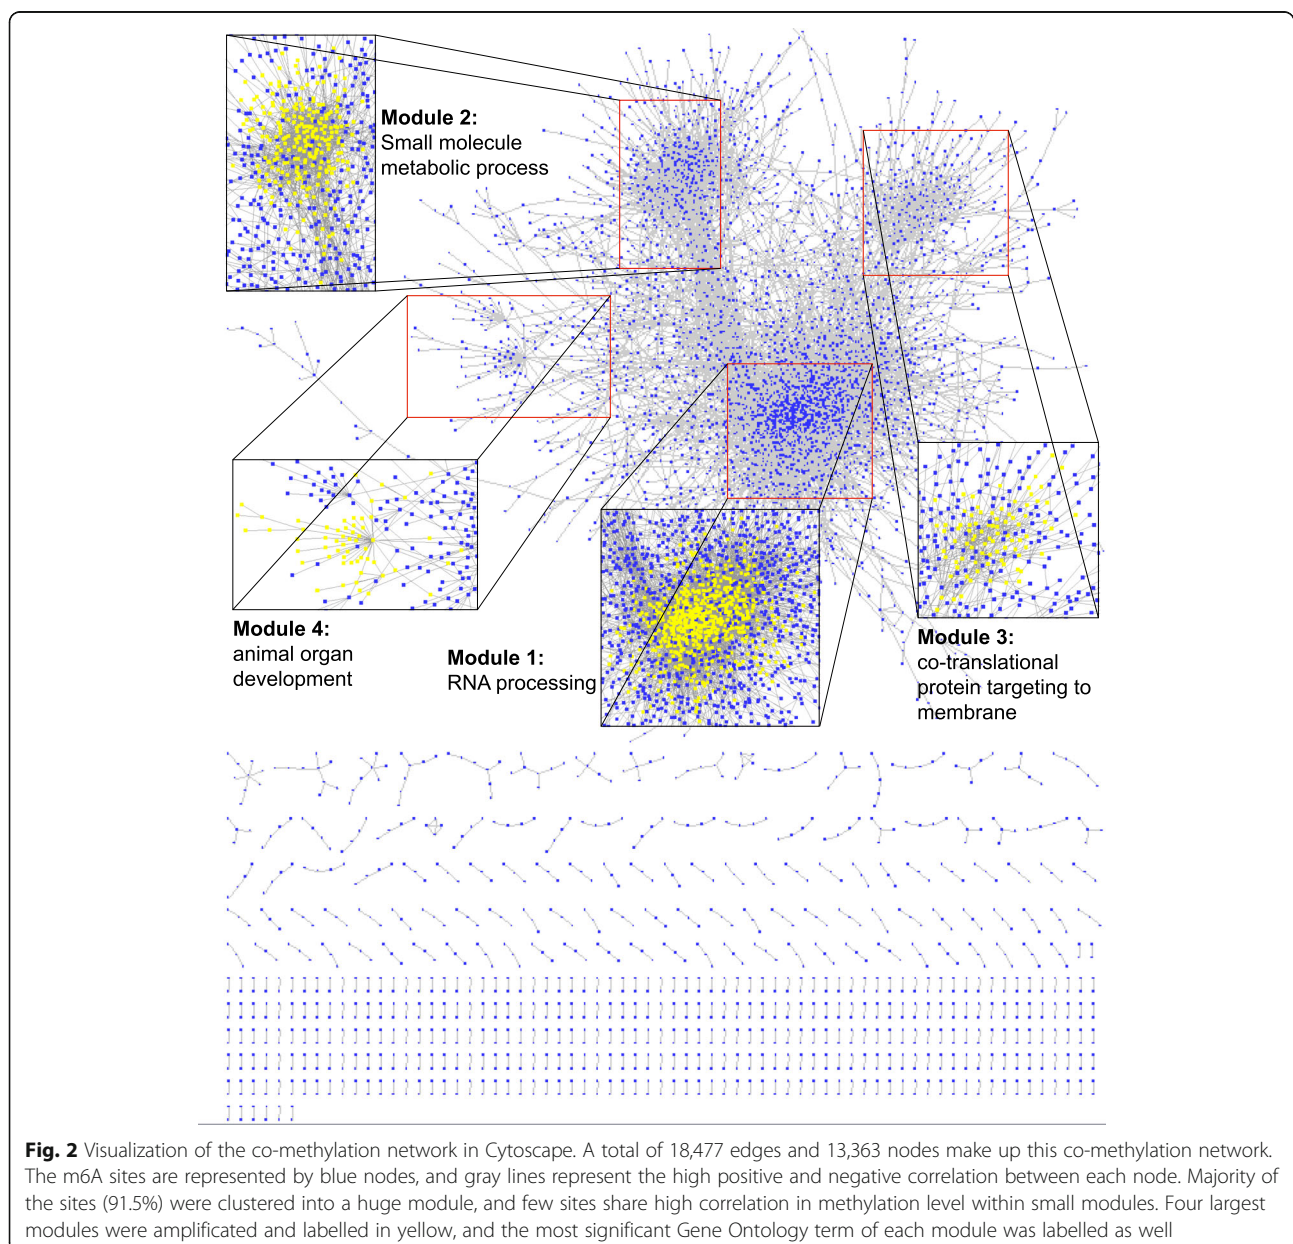 Module 2:
Small molecule
metabolic process
Module 4:
animal organ
development
Module 1:
RNA processing
Module 3:
co-translational
protein targeting to
membrane
Fig. 2 Visualization of the co-methylation network in Cytoscape. A total of 18,477 edges and 13,363 nodes make up this co-methylation network.
The m6A sites are represented by blue nodes, and gray lines represent the high positive and negative correlation between each node. Majority of
the sites (91.5%) were clustered into a huge module, and few sites share high correlation in methylation level within small modules. Four largest
modules were amplificated and labelled in yellow, and the most significant Gene Ontology term of each module was labelled as well